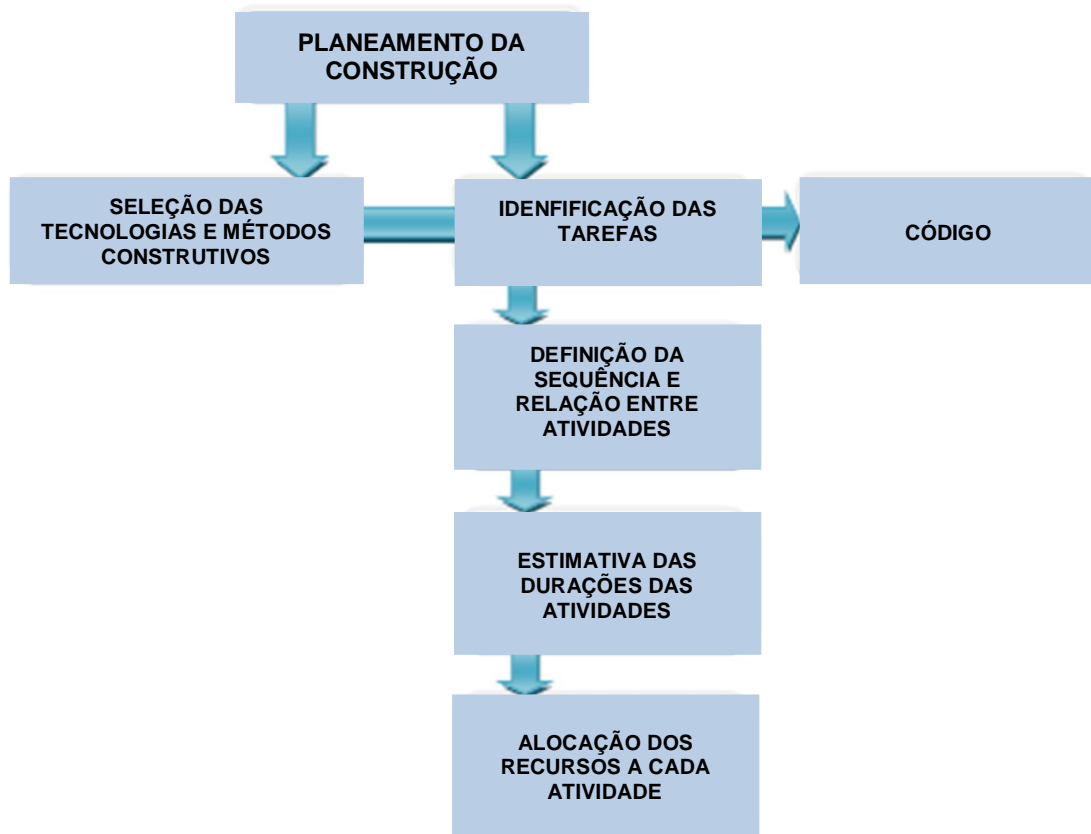 PLANEAMENTO DA
CONSTRUÇÃO
SELEÇÃO DAS
TECNOLOGIAS E MÉTODOS
CONSTRUTIVOS
IDENFIFICAÇÃO DAS
TAREFAS
CÓDIGO
DEFINIÇÃO DA
SEQUÊNCIA E
RELAÇÃO ENTRE
ATIVIDADES
ESTIMATIVA DAS
DURAÇÕES DAS
ATIVIDADES
ALOCAÇÃO DOS
RECURSOS A CADA
ATIVIDADE